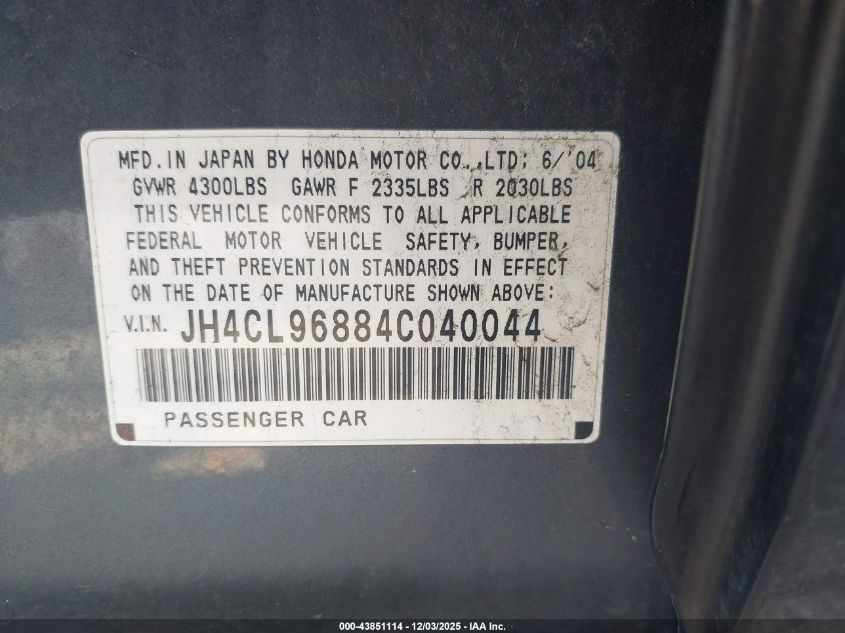 MFD. IN JAPAN BY HONDA MOTOR CO.,LTD; 6/'04
GVWR 4300LBS GAWR F 2335LBS R 2030LBS
THIS VEHICLE CONFORMS TO ALL APPLICABLE
FEDERAL MOTOR VEHICLE SAFETY, BUMPER,
AND THEFT PREVENTION STANDARDS IN EFFECT
ON THE DATE OF MANUFACTURE SHOWN ABOVE:
V.I.N. JH4CL96884C040044
PASSENGER CAR
000-43851114 - 12/03/2025 - IAA Inc.